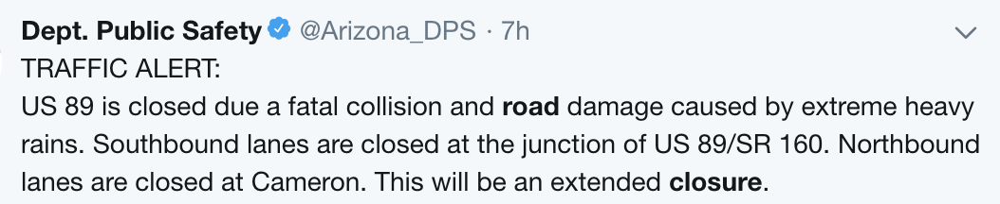 Dept. Public Safety @Arizona_DPS · 7h
TRAFFIC ALERT:
US 89 is closed due a fatal collision and road damage caused by extreme heavy
rains. Southbound lanes are closed at the junction of US 89/SR 160. Northbound
lanes are closed at Cameron. This will be an extended closure.